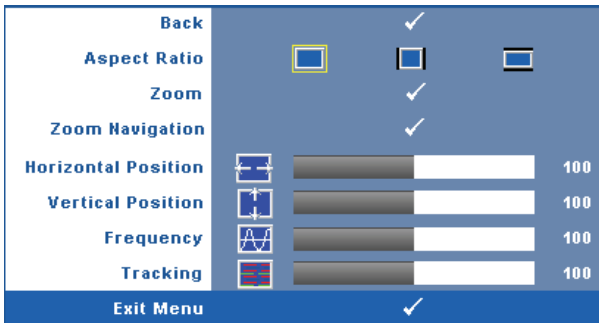 Back
Aspect Ratio
Zoom
Zoom Navigation
Horizontal Position 100
Vertical Position 100
Frequency 100
Tracking 100
Exit Menu